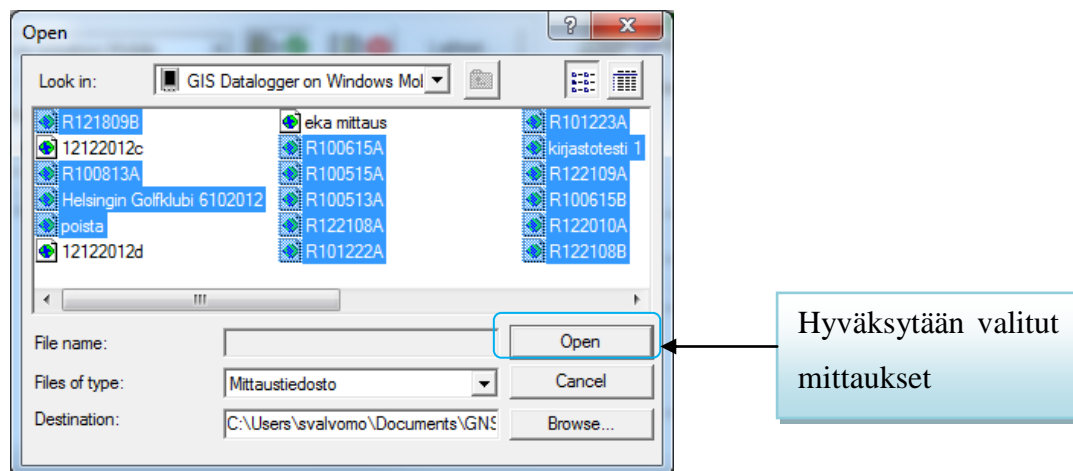 Open
Look in: GIS Datalogger on Windows Mol
R121809B eka mittaus R101223A
12122012c R100615A kirjastotesti 1
R100813A R100515A R122109A
Helsingin Golfklubi 6102012 R100513A R100615B
poista R122108A R122010A
12122012d R101222A R122108B
File name: Open
Files of type: Mittaustiedosto Cancel
Destination: C:\Users\svalvomo\Documents\GNS Browse...
Hyväksytään valitut
mittaukset